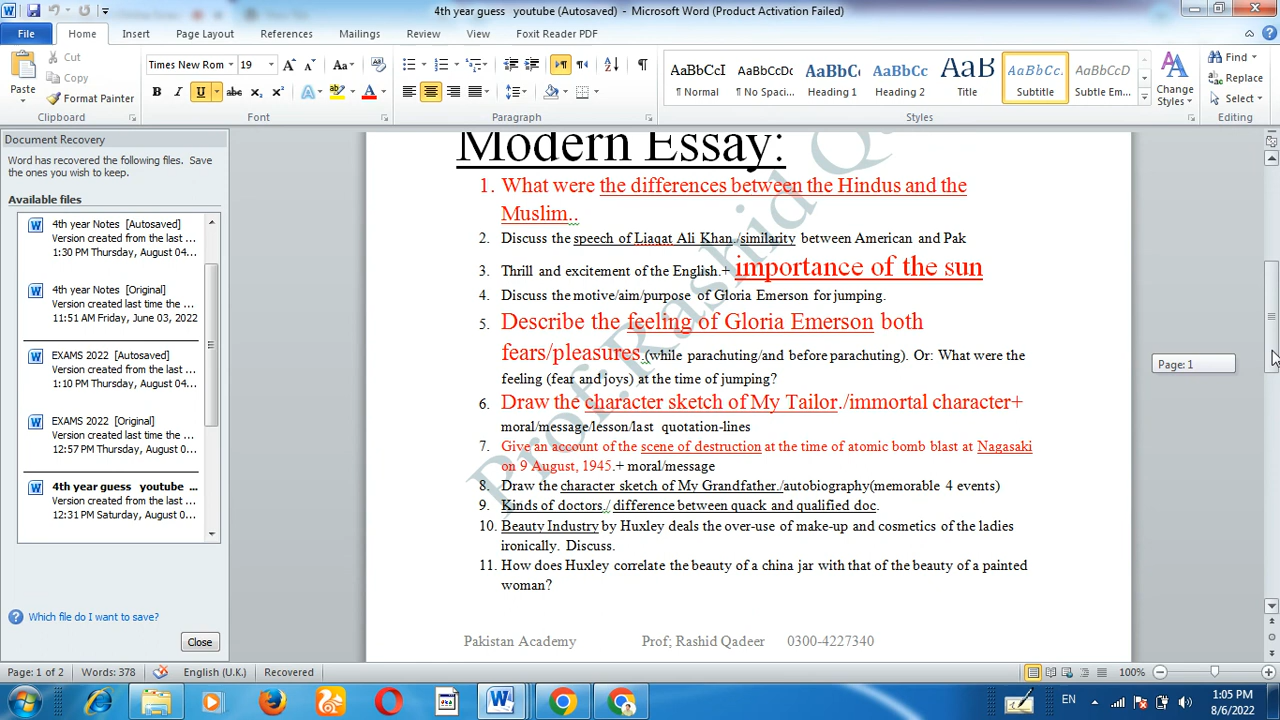 4th year guess   youtube (Autosaved) - Microsoft Word (Product Activation Failed)
File Home Insert Page Layout References Mailings Review View Foxit Reader PDF
Cut
Copy
Format Painter
Paste
Clipboard
Times New Rom 19
Font
Paragraph
AaBbCcI AaBbCcDc AaBbCc AaBbCc AaB AaBbCc. AaBbCcD
¶ Normal ¶ No Spaci... Heading 1 Heading 2 Title Subtitle Subtle Em...
Change Styles
Styles
Find
Replace
Select
Editing
Document Recovery
Word has recovered the following files. Save
the ones you wish to keep.
Available files
4th year Notes [Autosaved]
Version created from the last ...
1:30 PM Thursday, August 04...
4th year Notes [Original]
Version created from the last time the ...
11:51 AM Friday, June 03, 2022
EXAMS 2022 [Autosaved]
Version created from the last time the ...
1:10 PM Thursday, August 04...
EXAMS 2022 [Original]
Version created from the last time the ...
12:57 PM Thursday, August 0...
4th year guess  youtube ...
Version created from the last ...
12:31 PM Saturday, August 0...
Which file do I want to save?
Close
Prof:Rashid Q
Modern Essay:
1. What were the differences between the Hindus and the
Muslim..
2. Discuss the speech of Liaqat Ali Khan./similarity between American and Pak
3. Thrill and excitement of the English.+ importance of the sun
4. Discuss the motive/aim/purpose of Gloria Emerson for jumping.
5. Describe the feeling of Gloria Emerson both
fears/pleasures.(while parachuting/and before parachuting). Or: What were the
feeling (fear and joys) at the time of jumping?
6. Draw the character sketch of My Tailor./immortal character+
moral/message/lesson/last quotation-lines
7. Give an account of the scene of destruction at the time of atomic bomb blast at Nagasaki
on 9 August, 1945.+ moral/message
8. Draw the character sketch of My Grandfather./autobiography(memorable 4 events)
9. Kinds of doctors./ difference between quack and qualified doc.
10. Beauty Industry by Huxley deals the over-use of make-up and cosmetics of the ladies
ironically. Discuss.
11. How does Huxley correlate the beauty of a china jar with that of the beauty of a painted
woman?
Pakistan Academy Prof; Rashid Qadeer 0300-4227340
Page: 1
Page: 1 of 2 Words: 378 English (U.K.) Recovered 100%
EN 1:05 PM
8/6/2022